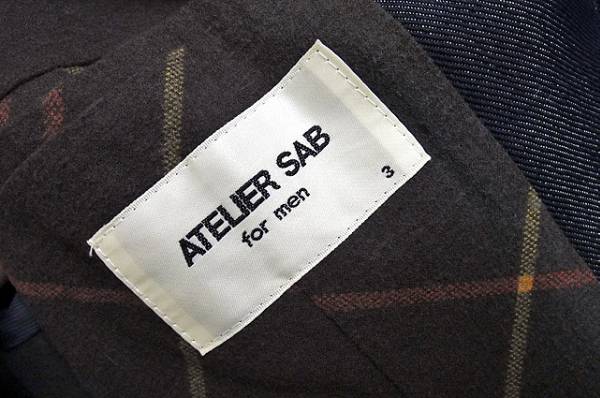 ATELIER SAB
for men
3